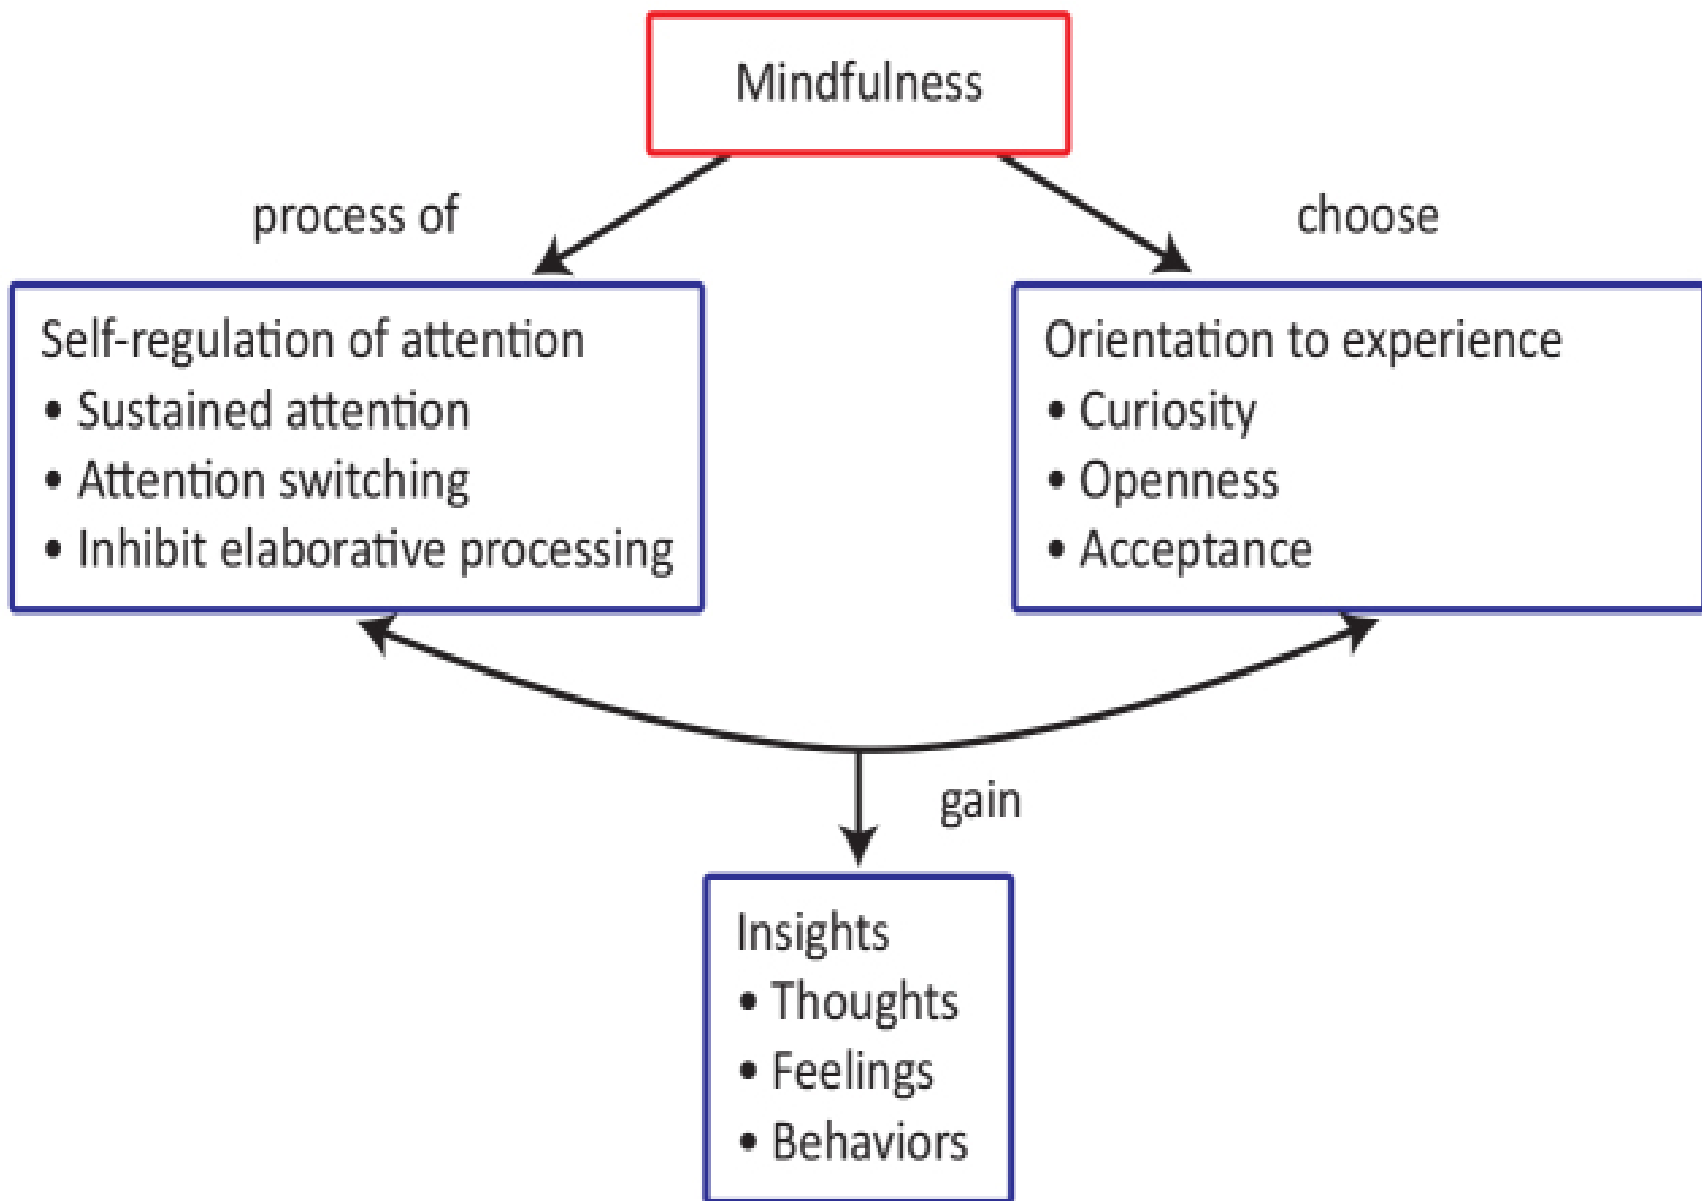 Mindfulness
process of
choose
Self-regulation of attention
• Sustained attention
• Attention switching
• Inhibit elaborative processing
Orientation to experience
• Curiosity
• Openness
• Acceptance
gain
Insights
• Thoughts
• Feelings
• Behaviors